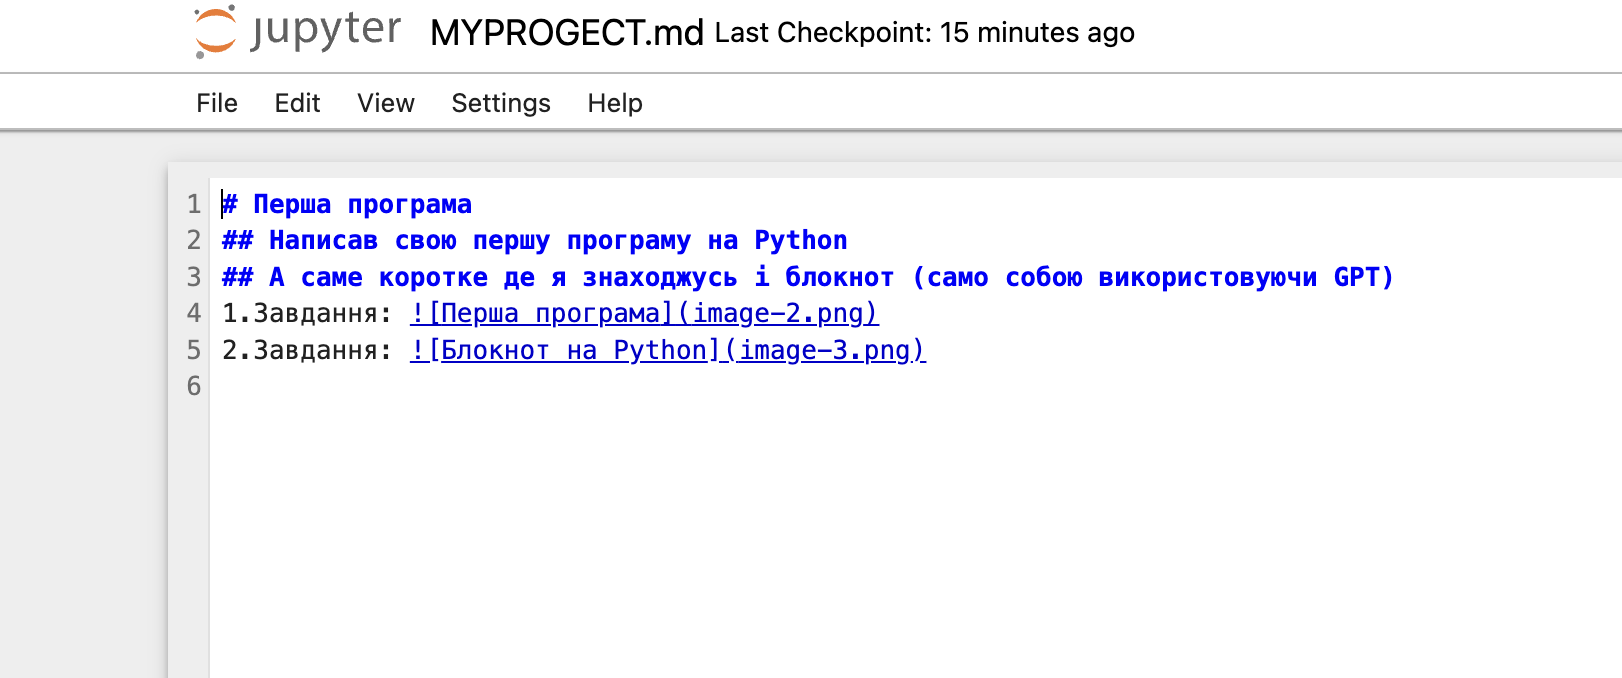 jupyter MYPROGECT.md Last Checkpoint: 15 minutes ago
File Edit View Settings Help
1 # Перша програма
2 ## Написав свою першу програму на Python
3 ## А саме коротке де я знаходжусь і блокнот (само собою використовуючи GPT)
4 1.Завдання: ![Перша програма](image-2.png)
5 2.Завдання: ![Блокнот на Python](image-3.png)
6